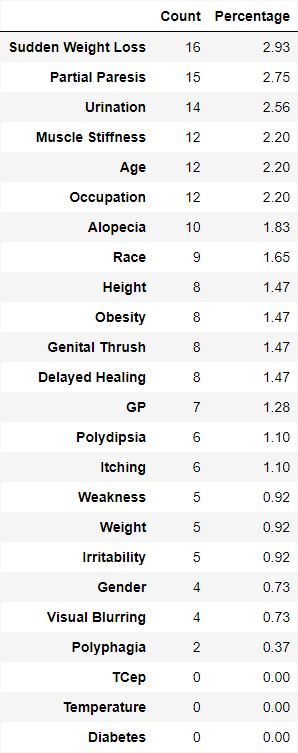 Count Percentage
Sudden Weight Loss 16 2.93
Partial Paresis 15 2.75
Urination 14 2.56
Muscle Stiffness 12 2.20
Age 12 2.20
Occupation 12 2.20
Alopecia 10 1.83
Race 9 1.65
Height 8 1.47
Obesity 8 1.47
Genital Thrush 8 1.47
Delayed Healing 8 1.47
GP 7 1.28
Polydipsia 6 1.10
Itching 6 1.10
Weakness 5 0.92
Weight 5 0.92
Irritability 5 0.92
Gender 4 0.73
Visual Blurring 4 0.73
Polyphagia 2 0.37
TCep 0 0.00
Temperature 0 0.00
Diabetes 0 0.00